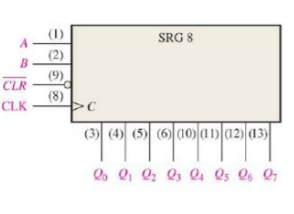 (1)
SRG 8
A
(2)
B
(9)
CLR
(8)
CLK
C
(3) (4) (5) (6) (10) (11) (12) (13)
Q0 Q1 Q2 Q3 Q4 Q5 Q6 Q7